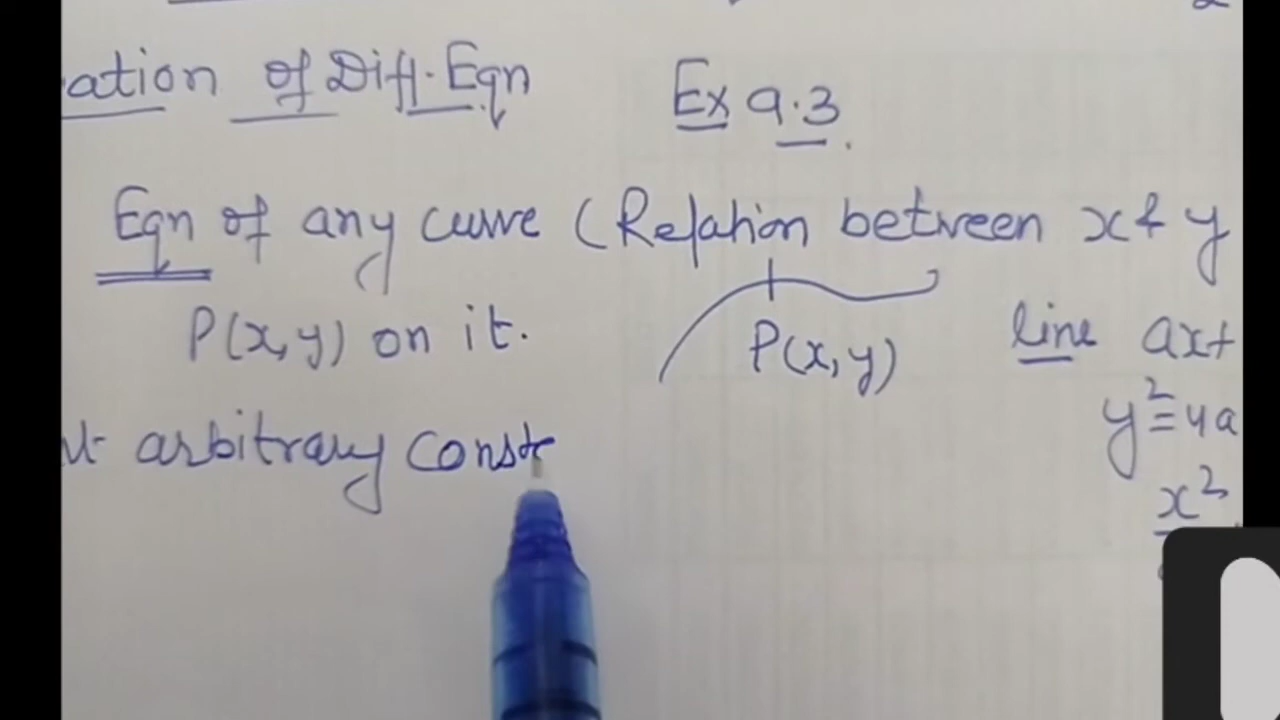 ation of Diff. Eqn
Ex 9.3.
Eqn of any curve (Relation between x & y
P(x,y) on it.
P(x,y)
line ax+
y² = 4a
arbitrary const
x²